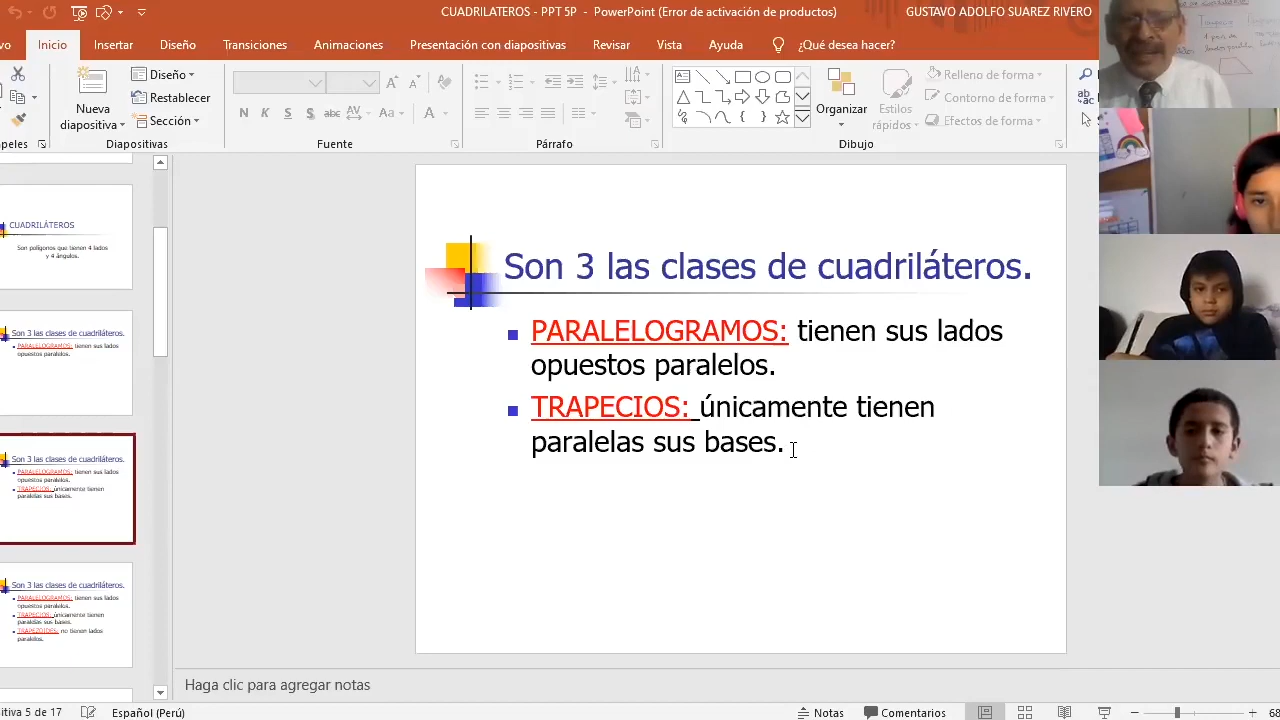 CUADRILATEROS - PPT 5P - PowerPoint (Error de activación de productos)
GUSTAVO ADOLFO SUAREZ RIVERO
vo Inicio Insertar Diseño Transiciones Animaciones Presentación con diapositivas Revisar Vista Ayuda ¿Qué desea hacer?
Nueva
diapositiva
Diseño
Restablecer
Sección
N K S S abc AV Aa A
Organizar
Estilos
rápidos
Relleno de forma
Contorno de forma
Efectos de forma
apeles
Diapositivas
Fuente
Párrafo
Dibujo
CUADRILÁTEROS
Son polígonos que tienen 4 lados
y 4 ángulos.
Son 3 las clases de cuadriláteros.
PARALELOGRAMOS: tienen sus lados
opuestos paralelos.
Son 3 las clases de cuadriláteros.
PARALELOGRAMOS: tienen sus lados
opuestos paralelos.
TRAPECIOS: únicamente tienen
paralelas sus bases.
Son 3 las clases de cuadriláteros.
PARALELOGRAMOS: tienen sus lados
opuestos paralelos.
TRAPECIOS: únicamente tienen
paralelas sus bases.
TRAPEZOIDES: no tienen lados
paralelos.
Son 3 las clases de cuadriláteros.
PARALELOGRAMOS: tienen sus lados
opuestos paralelos.
TRAPECIOS: únicamente tienen
paralelas sus bases.
Haga clic para agregar notas
sitiva 5 de 17
Español (Perú)
Notas
Comentarios
68